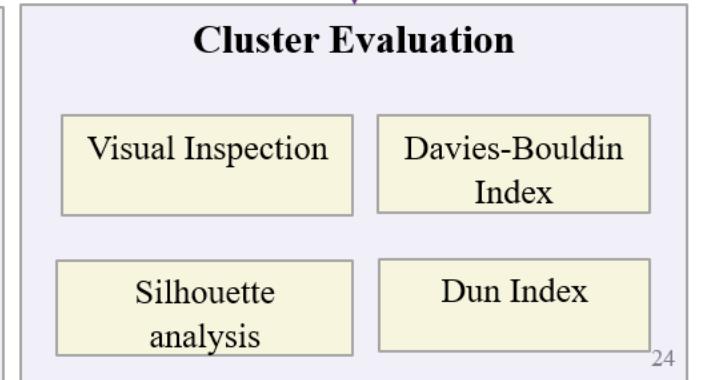 Cluster Evaluation
Visual Inspection
Davies-Bouldin
Index
Silhouette
analysis
Dun Index
24